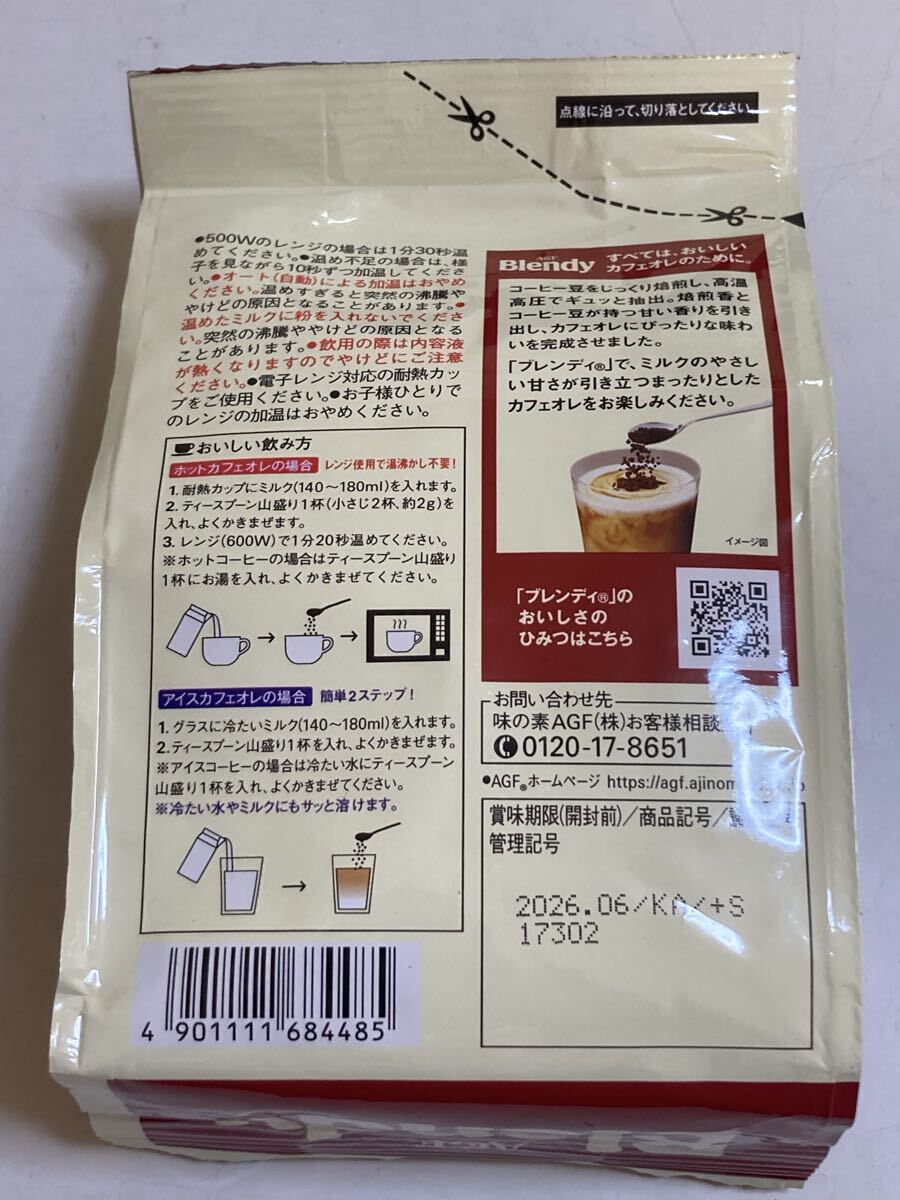 点線に沿って、切り落としてください。
●500Wのレンジの場合は1分30秒温
めてください。●温め不足の場合は、様
子を見ながら10秒ずつ加温してくださ
い。●オート(自動)による加温はおやめ
ください。温めすぎると突然の沸騰や
やけどの原因となることがあります。●
温めたミルクに粉を入れないでくださ
い。突然の沸騰ややけどの原因となる
ことがあります。●飲用の際は内容液
が熱くなりますのでやけどにご注意
ください。●電子レンジ対応の耐熱カッ
プをご使用ください。●お子様ひとりで
のレンジの加温はおやめください。
おいしい飲み方
ホットカフェオレの場合 レンジ使用で湯沸かし不要!
1. 耐熱カップにミルク(140～180ml)を入れます。
2. ティースプーン山盛り1杯(小さじ2杯、約2g)を
入れ、よくかきまぜます。
3. レンジ(600W)で1分20秒温めてください。
※ホットコーヒーの場合はティースプーン山盛り
1杯にお湯を入れ、よくかきまぜてください。
アイスカフェオレの場合 簡単2ステップ!
1. グラスに冷たいミルク(140～180ml)を入れます。
2. ティースプーン山盛り1杯を入れ、よくかきまぜます。
※アイスコーヒーの場合は冷たい水にティースプーン
山盛り1杯を入れ、よくかきまぜてください。
※冷たい水やミルクにもサッと溶けます。
4 901111 684485
AGF
Blendy すべては、おいしい
カフェオレのために。
コーヒー豆をじっくり焙煎し、高温
高圧でギュッと抽出。焙煎香と
コーヒー豆が持つ甘い香りを引き
出し、カフェオレにぴったりな味わ
いを完成させました。
「ブレンディ®」で、ミルクのやさし
い甘さが引き立つまったりとした
カフェオレをお楽しみください。
イメージ図
「ブレンディ®」の
おいしさの
ひみつはこちら
お問い合わせ先
味の素AGF(株)お客様相談
0120-17-8651
●AGF®ホームページ https://agf.ajinom
賞味期限(開封前)/商品記号/
管理記号
2026.06/KA/+S
17302
AGF
Blendy